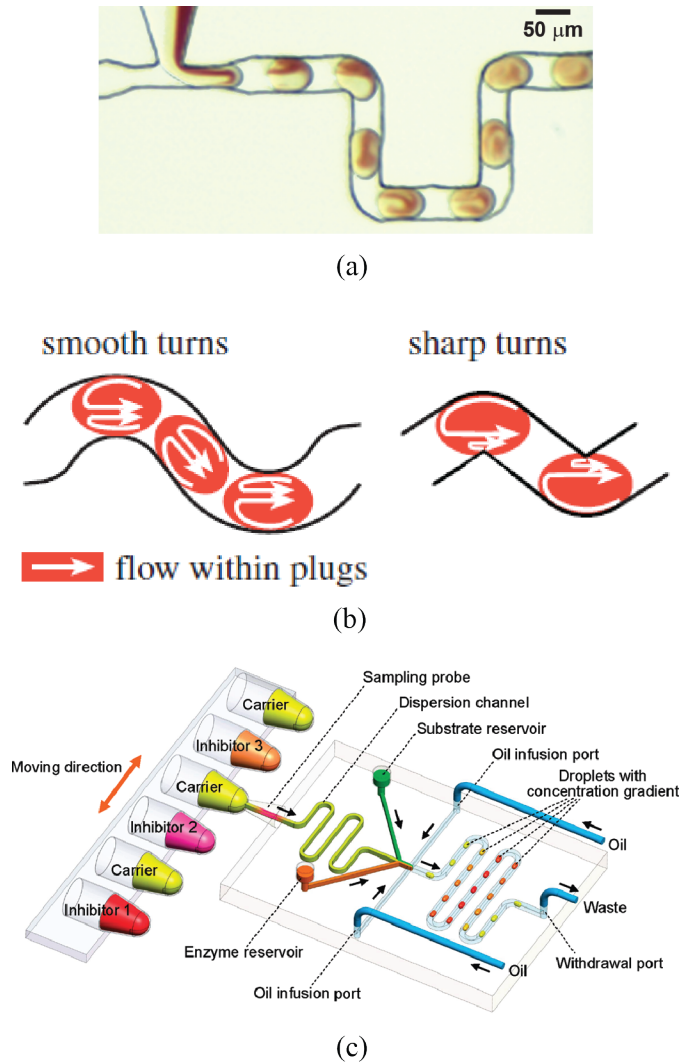 50 μm
(a)
smooth turns
sharp turns
flow within plugs
(b)
Sampling probe
Dispersion channel
Substrate reservoir
Oil infusion port
Droplets with
concentration gradient
Carrier
Inhibitor 3
Moving direction
Carrier
Inhibitor 2
Carrier
Inhibitor 1
Oil
Waste
Enzyme reservoir
Oil infusion port
Oil
Withdrawal port
(c)